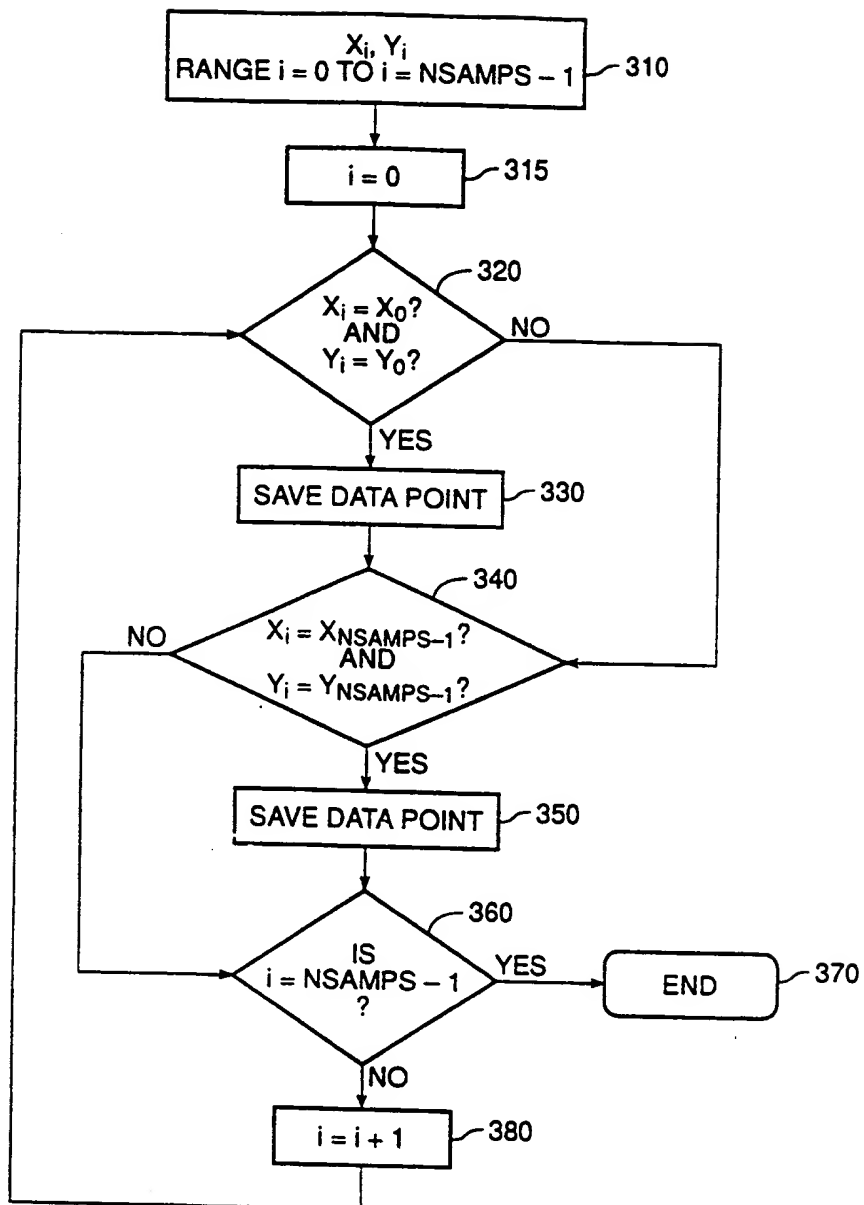 Xi, Yi
RANGE i = 0 TO i = NSAMPS – 1
310
i = 0
315
320
Xi = X0?
AND
Yi = Y0?
NO
YES
SAVE DATA POINT
330
340
NO
Xi = XNSAMPS–1?
AND
Yi = YNSAMPS–1?
YES
SAVE DATA POINT
350
360
IS
i = NSAMPS – 1
?
YES
END
370
NO
i = i + 1
380